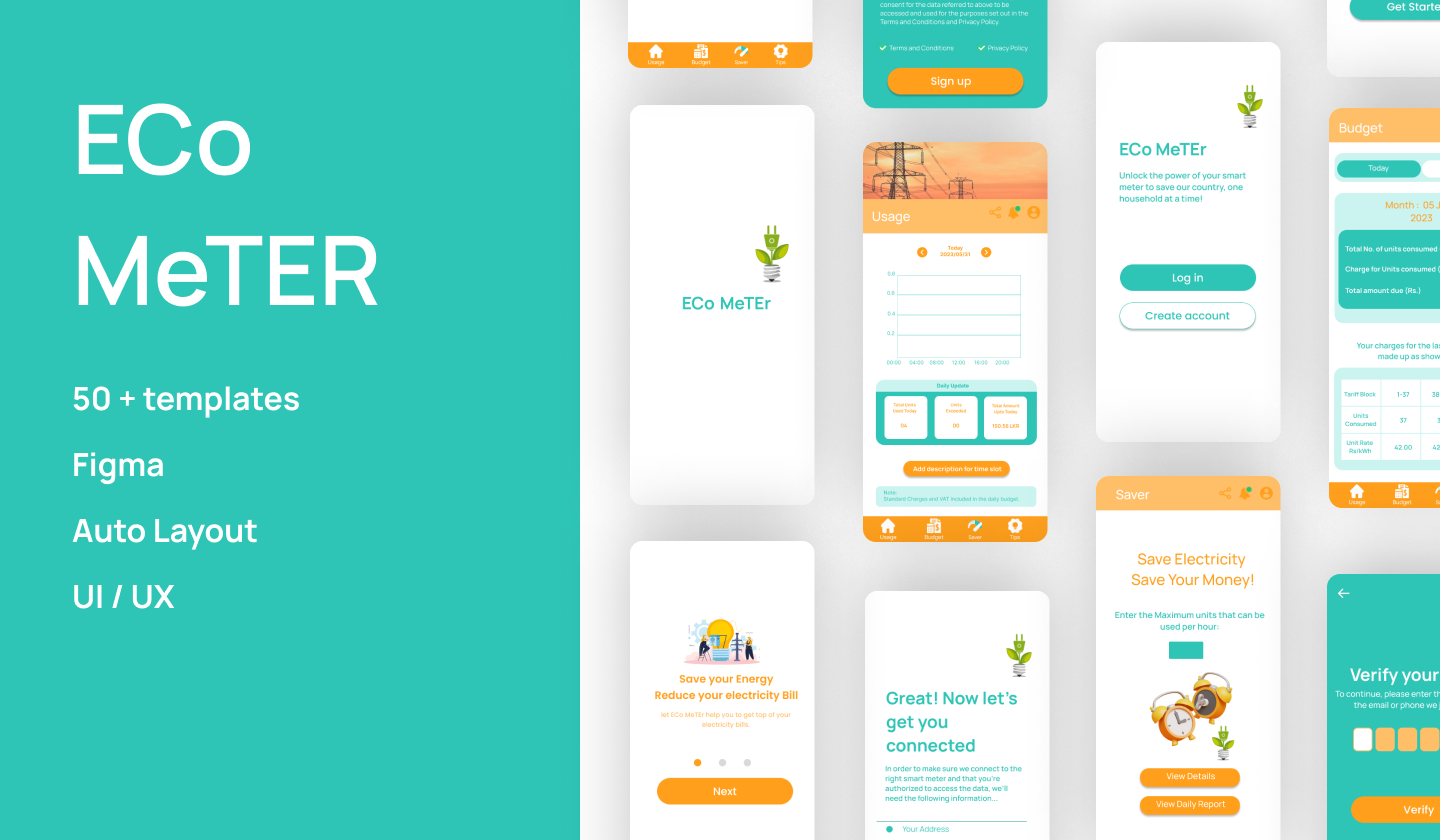 ECo
MeTER
50 + templates
Figma
Auto Layout
UI / UX
Usage
Budget
Saver
Tips
ECo MeTEr
Save your Energy
Reduce your electricity Bill
let ECo MeTEr help you to get top of your
electricity bills.
Next
consent for the data referred to above to be
accessed and used for the purposes set out in the
Terms and Conditions and Privacy Policy.
Terms and Conditions
Privacy Policy
Sign up
Usage
Today
2023/05/31
0.8
0.6
0.4
0.2
00:00 04:00 08:00 12:00 16:00 20:00
Daily Update
Total Units
Used Today
04
Units
Exceeded
00
Total Amount
Upto Today
150.56 LKR
Add description for time slot
Note:
Standard Charges and VAT included in the daily budget.
Usage
Budget
Saver
Tips
Great! Now let's
get you
connected
In order to make sure we connect to the
right smart meter and that you're
authorized to access the data, we'll
need the following information...
Your Address
ECo MeTEr
Unlock the power of your smart
meter to save our country, one
household at a time!
Log in
Create account
Saver
Save Electricity
Save Your Money!
Enter the Maximum units that can be
used per hour:
View Details
View Daily Report
Get Starte
Budget
Today
Month : 05 J
2023
Total No. of units consumed
Charge for Units consumed (
Total amount due (Rs.)
Your charges for the las
made up as show
Tariff Block 1-37 38
Units
Consumed 37 3
Unit Rate
Rs/kWh 42.00 42
Usage
Budget
Verify your
To continue, please enter th
the email or phone we j
Verify